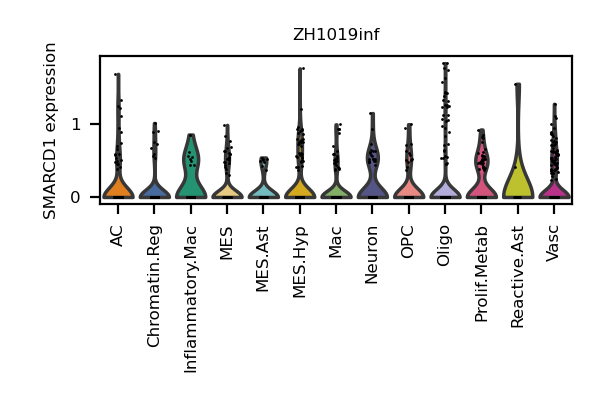 ZH1019inf
SMARCD1 expression
1
0
AC
Chromatin.Reg
Inflammatory.Mac
MES
MES.Ast
MES.Hyp
Mac
Neuron
OPC
Oligo
Prolif.Metab
Reactive.Ast
Vasc